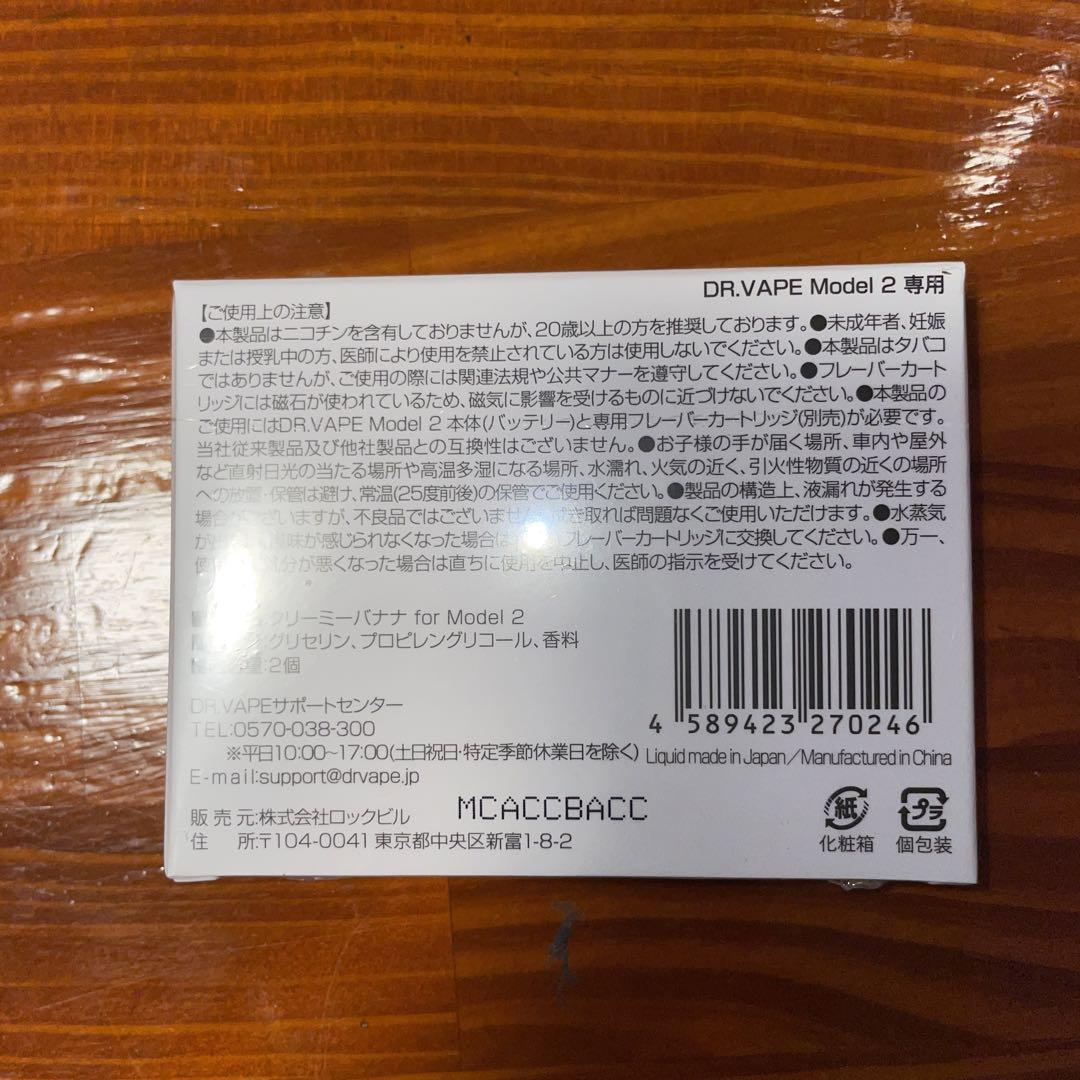 DR.VAPE Model 2 専用
【ご使用上の注意】
●本製品はニコチンを含有しておりませんが、20歳以上の方を推奨しております。●未成年者、妊娠
または授乳中の方、医師により使用を禁止されている方は使用しないでください。●本製品はタバコ
ではありませんが、ご使用の際には関連法規や公共マナーを遵守してください。●フレーバーカート
リッジには磁石が使われているため、磁気に影響を受けるものに近づけないでください。●本製品の
ご使用にはDR.VAPE Model 2 本体(バッテリー)と専用フレーバーカートリッジ(別売)が必要です。
当社従来製品及び他社製品との互換性はございません。●お子様の手が届く場所、車内や屋外
など直射日光の当たる場所や高温多湿になる場所、水濡れ、火気の近く、引火性物質の近くの場所
への放置・保管は避け、常温(25度前後)の保管でご使用ください。●製品の構造上、液漏れが発生する
場合がございますが、不良品ではございません。拭き取れば問題なくご使用いただけます。●水蒸気
が 味が感じられなくなった場合は フレーバーカートリッジに交換してください。●万一、
使 気分が悪くなった場合は直ちに使用を中止し、医師の指示を受けてください。
クリーミーバナナ for Model 2
グリセリン、プロピレングリコール、香料
量:2個
DR.VAPEサポートセンター
TEL:0570-038-300
※平日10:00~17:00(土日祝日・特定季節休業日を除く)
E-mail:support@drvape.jp
販 売 元:株式会社ロックビル
住 所:〒104-0041 東京都中央区新富1-8-2
MCACCBACC
4 589423 270246
Liquid made in Japan/Manufactured in China
紙
化粧箱
プラ
個包装